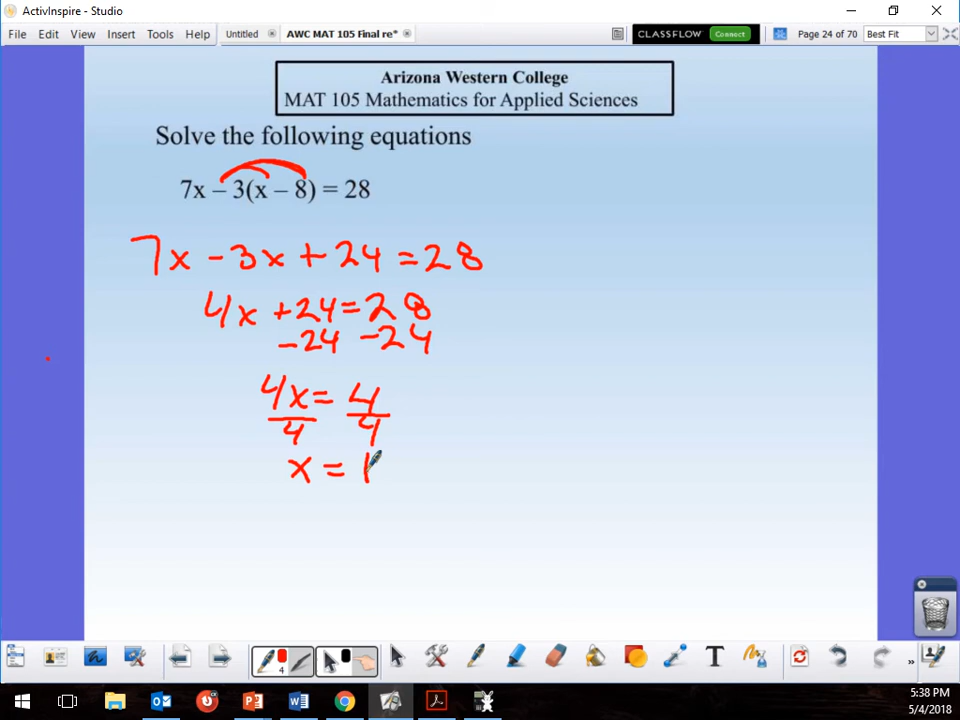 ActivInspire - Studio
File Edit View Insert Tools Help Untitled AWC MAT 105 Final re* CLASSFLOW Connect Page 24 of 70 Best Fit
Arizona Western College
MAT 105 Mathematics for Applied Sciences
Solve the following equations
7x – 3(x – 8) = 28
7x - 3x + 24 = 28
4x + 24 = 28
-24 -24
4x = 4
4 4
x = 1
4
5:38 PM
5/4/2018